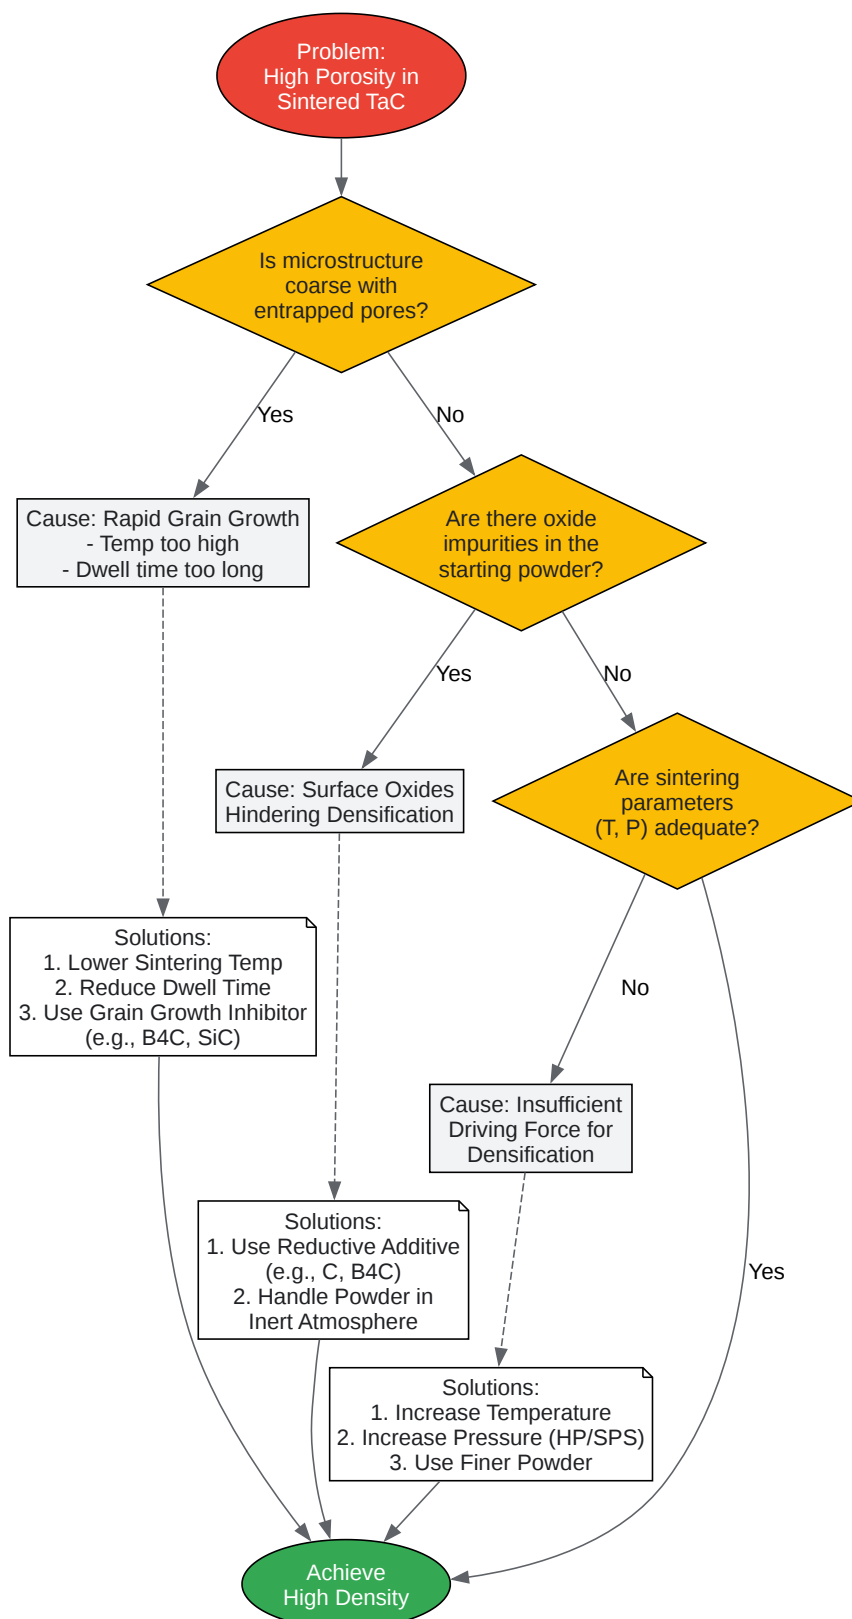 Problem:
High Porosity in
Sintered TaC
Is microstructure
coarse with
entrapped pores?
Yes
No
Cause: Rapid Grain Growth
- Temp too high
- Dwell time too long
Are there oxide
impurities in the
starting powder?
Yes
No
Cause: Surface Oxides
Hindering Densification
Are sintering
parameters
(T, P) adequate?
Solutions:
1. Lower Sintering Temp
2. Reduce Dwell Time
3. Use Grain Growth Inhibitor
(e.g., B4C, SiC)
No
Cause: Insufficient
Driving Force for
Densification
Solutions:
1. Use Reductive Additive
(e.g., C, B4C)
2. Handle Powder in
Inert Atmosphere
Yes
Solutions:
1. Increase Temperature
2. Increase Pressure (HP/SPS)
3. Use Finer Powder
Achieve
High Density